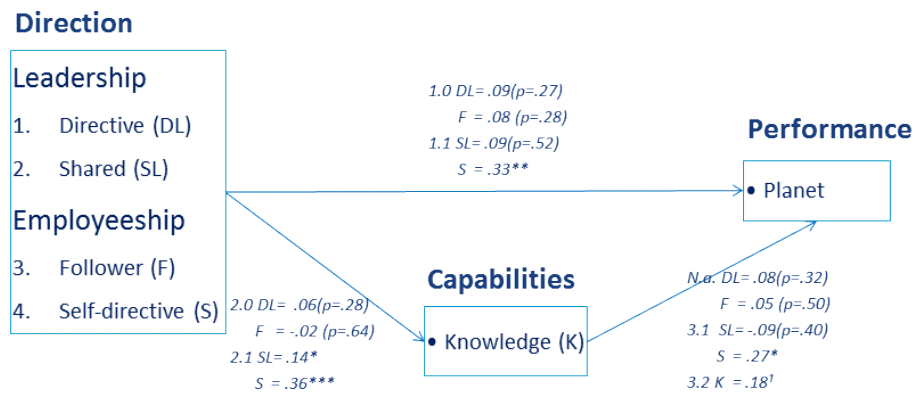 Direction
Leadership
1. Directive (DL)
2. Shared (SL)
Employeeship
3. Follower (F)
4. Self-directive (S)
1.0 DL= .09(p=.27)
F = .08 (p=.28)
1.1 SL= .09(p=.52)
S = .33**
Performance
• Planet
2.0 DL= .06(p=.28)
F = -.02 (p=.64)
2.1 SL= .14*
S = .36***
Capabilities
• Knowledge (K)
N.a. DL= .08(p=.32)
F = .05 (p=.50)
3.1 SL=-.09(p=.40)
S = .27*
3.2 K = .18¹